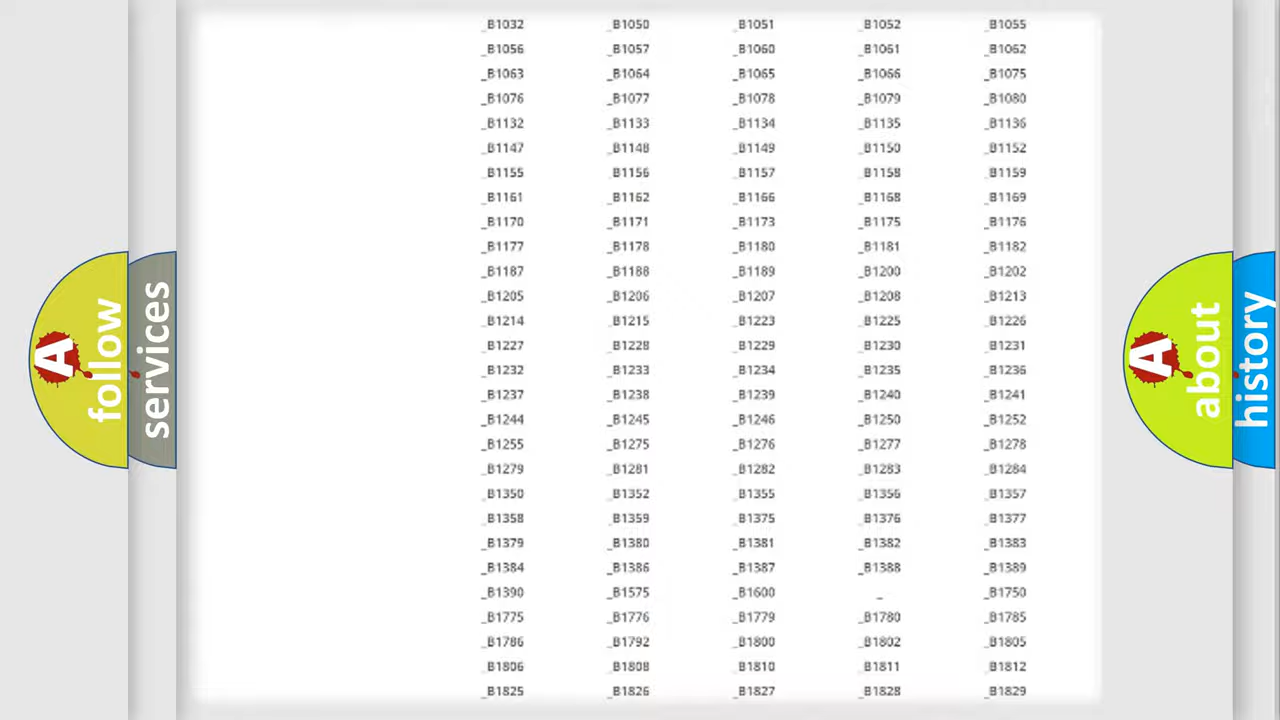 _B1032 _B1050 _B1051 _B1052 _B1055
_B1056 _B1057 _B1060 _B1061 _B1062
_B1063 _B1064 _B1065 _B1066 _B1075
_B1076 _B1077 _B1078 _B1079 _B1080
_B1132 _B1133 _B1134 _B1135 _B1136
_B1147 _B1148 _B1149 _B1150 _B1152
_B1155 _B1156 _B1157 _B1158 _B1159
_B1161 _B1162 _B1166 _B1168 _B1169
_B1170 _B1171 _B1173 _B1175 _B1176
_B1177 _B1178 _B1180 _B1181 _B1182
_B1187 _B1188 _B1189 _B1200 _B1202
_B1205 _B1206 _B1207 _B1208 _B1213
_B1214 _B1215 _B1223 _B1225 _B1226
_B1227 _B1228 _B1229 _B1230 _B1231
_B1232 _B1233 _B1234 _B1235 _B1236
_B1237 _B1238 _B1239 _B1240 _B1241
_B1244 _B1245 _B1246 _B1250 _B1252
_B1255 _B1275 _B1276 _B1277 _B1278
_B1279 _B1281 _B1282 _B1283 _B1284
_B1350 _B1352 _B1355 _B1356 _B1357
_B1358 _B1359 _B1375 _B1376 _B1377
_B1379 _B1380 _B1381 _B1382 _B1383
_B1384 _B1386 _B1387 _B1388 _B1389
_B1390 _B1575 _B1600 _ _B1750
_B1775 _B1776 _B1779 _B1780 _B1785
_B1786 _B1792 _B1800 _B1802 _B1805
_B1806 _B1808 _B1810 _B1811 _B1812
_B1825 _B1826 _B1827 _B1828 _B1829
A
follow
services
A
about
history